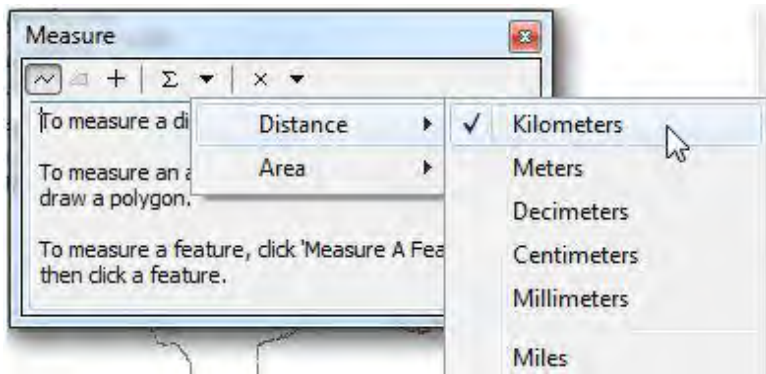 Measure
Σ
To measure a di
To measure an a
draw a polygon.
To measure a feature, click 'Measure A Fea
then click a feature.
Distance
Area
Kilometers
Meters
Decimeters
Centimeters
Millimeters
Miles